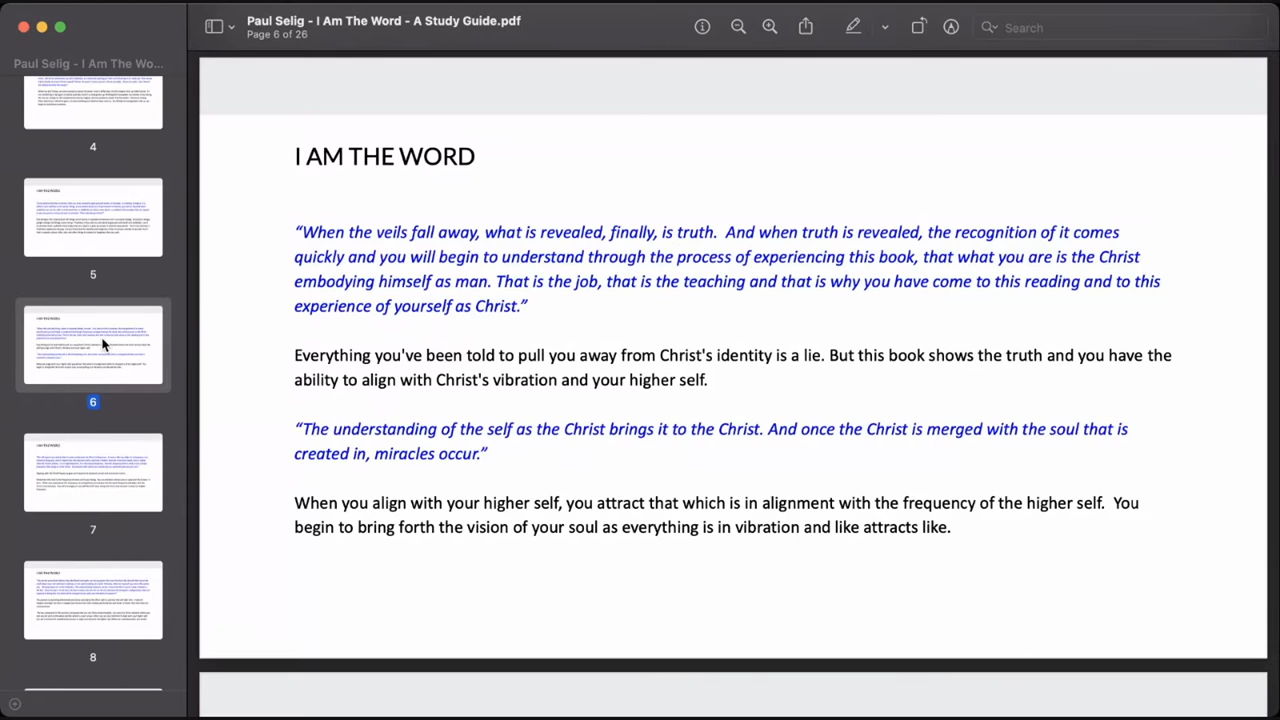 Paul Selig - I Am The Word - A Study Guide.pdf
Page 6 of 26
Search
Paul Selig - I Am The Wo...
4
5
6
7
8
I AM THE WORD
“When the veils fall away, what is revealed, finally, is truth. And when truth is revealed, the recognition of it comes
quickly and you will begin to understand through the process of experiencing this book, that what you are is the Christ
embodying himself as man. That is the job, that is the teaching and that is why you have come to this reading and to this
experience of yourself as Christ.”
Everything you've been told has pull you away from Christ's identification. But this book shows the truth and you have the
ability to align with Christ's vibration and your higher self.
“The understanding of the self as the Christ brings it to the Christ. And once the Christ is merged with the soul that is
created in, miracles occur.”
When you align with your higher self, you attract that which is in alignment with the frequency of the higher self. You
begin to bring forth the vision of your soul as everything is in vibration and like attracts like.